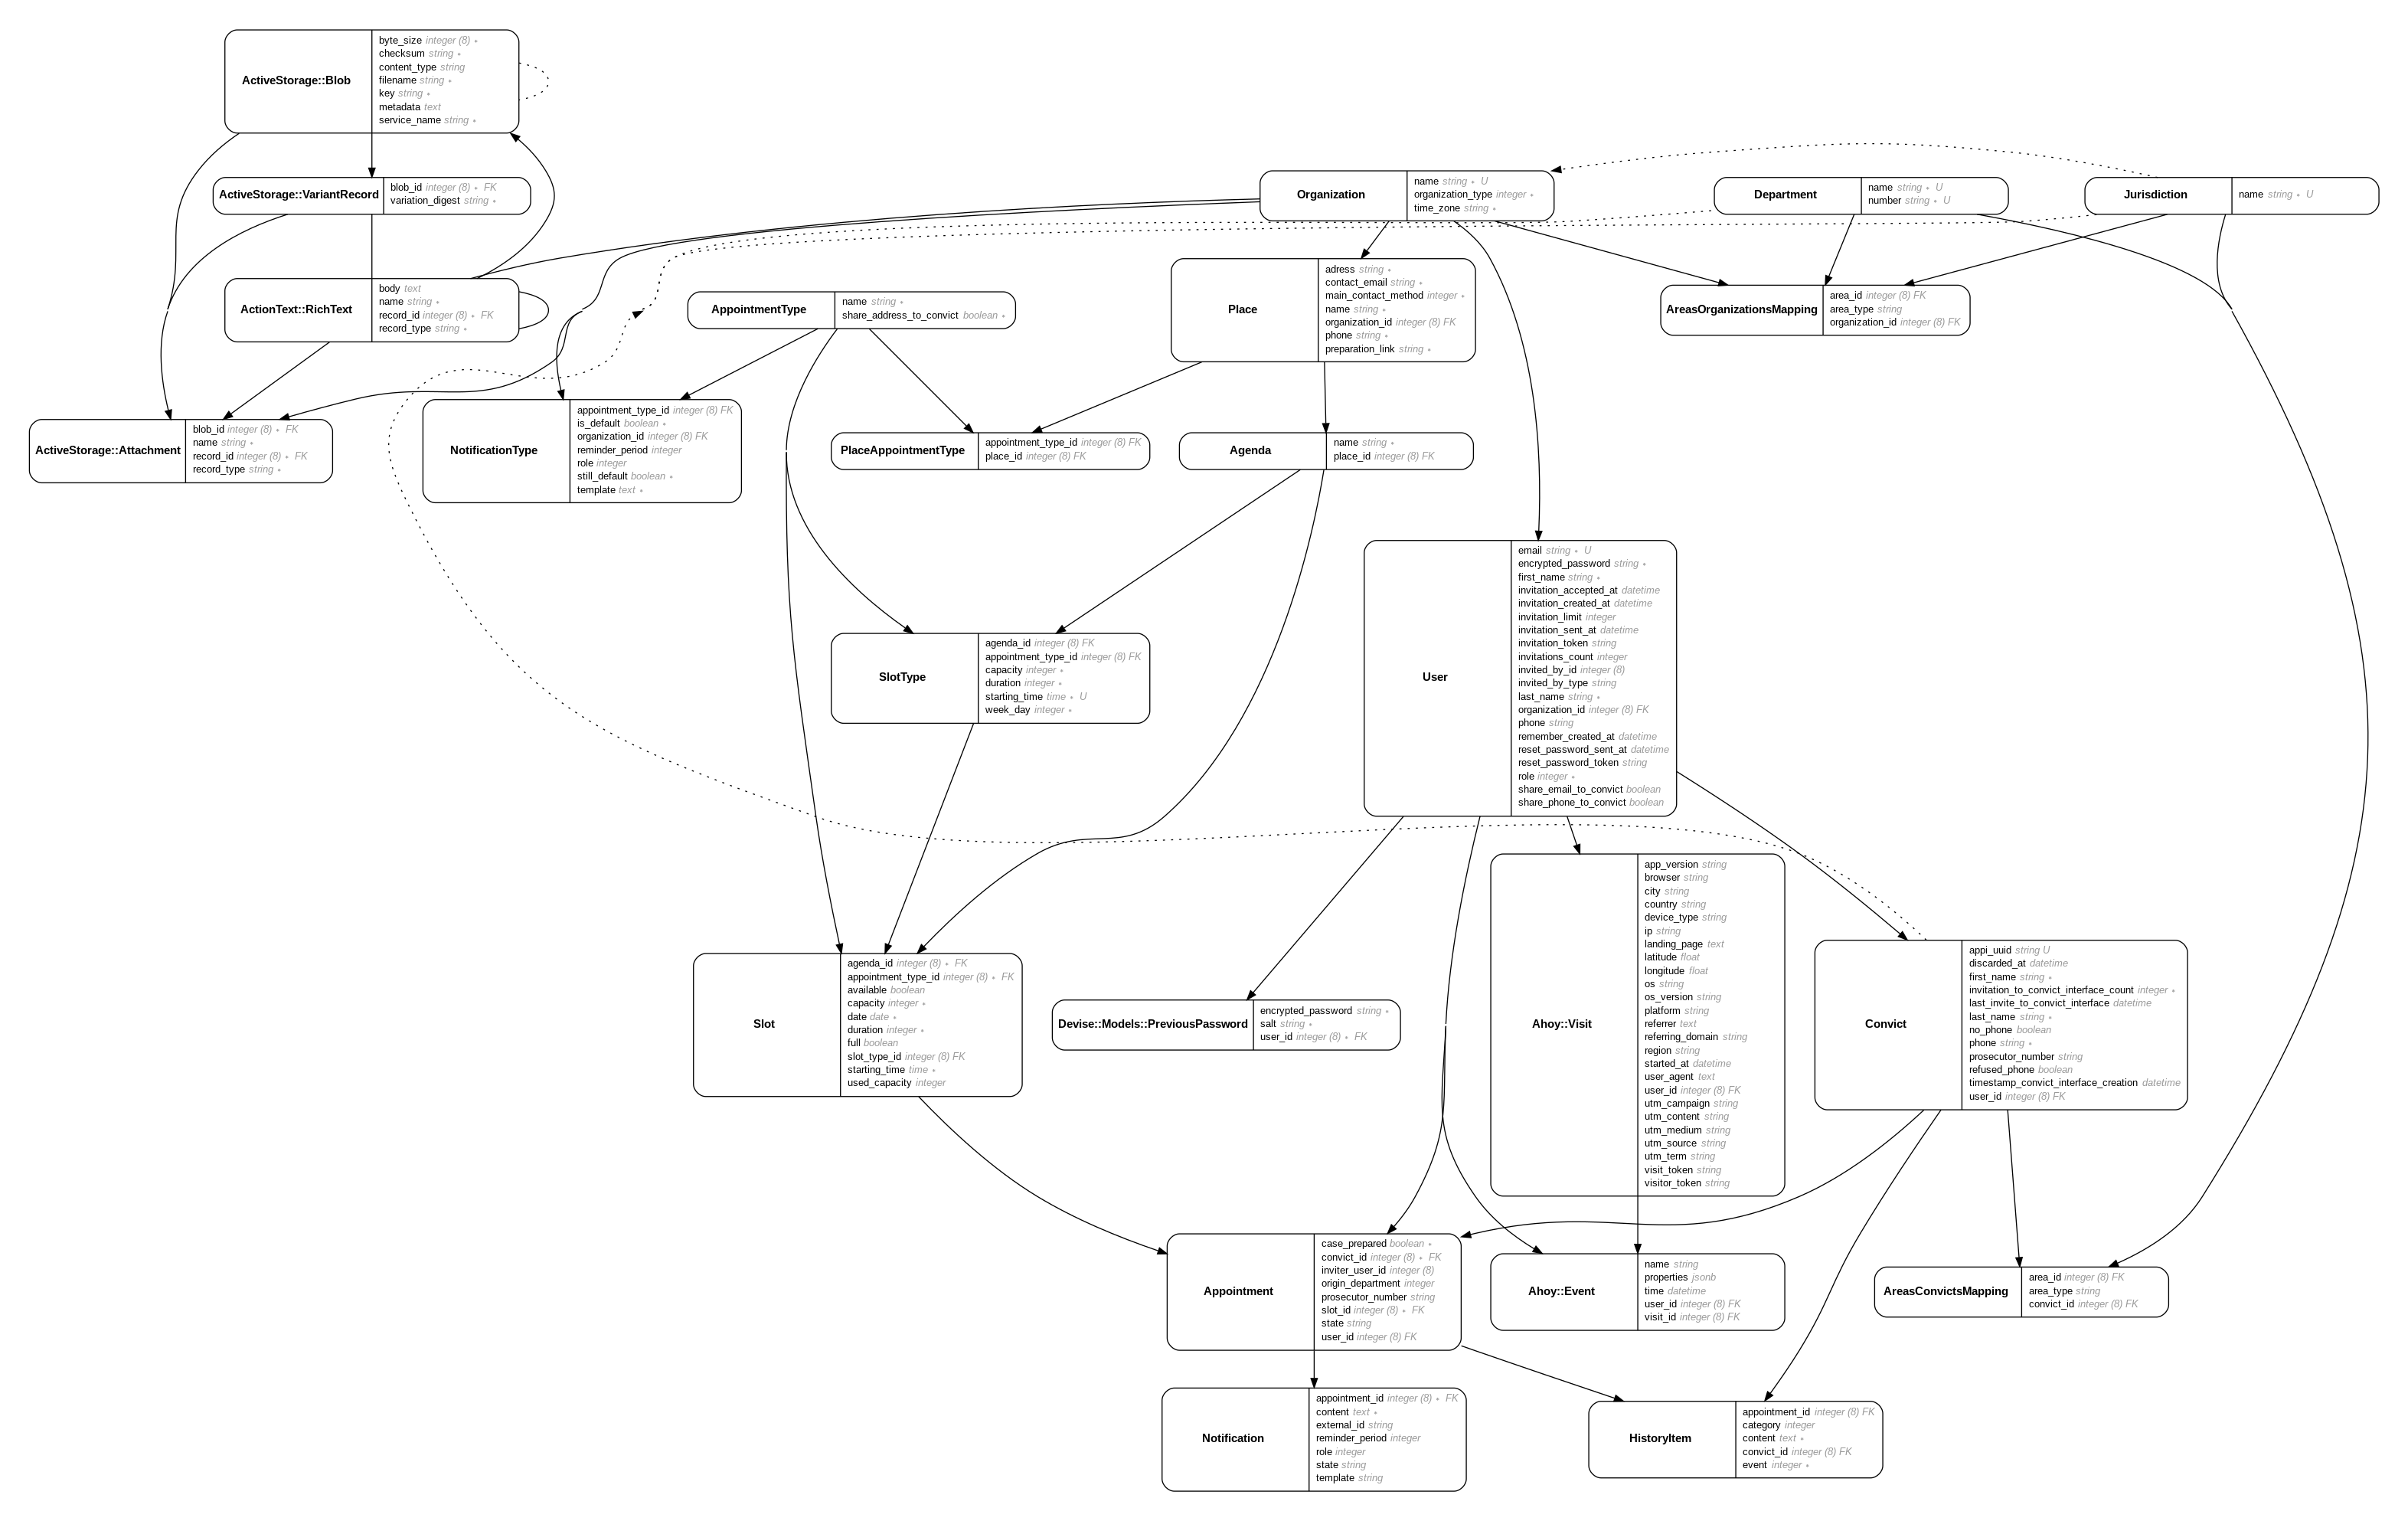 ActiveStorage::Blob
byte_size integer (8) ∗
checksum string ∗
content_type string
filename string ∗
key string ∗
metadata text
service_name string ∗
ActiveStorage::VariantRecord
blob_id integer (8) ∗ FK
variation_digest string ∗
Organization
name string ∗ U
organization_type integer ∗
time_zone string ∗
Department
name string ∗ U
number string ∗ U
Jurisdiction
name string ∗ U
ActionText::RichText
body text
name string ∗
record_id integer (8) ∗ FK
record_type string ∗
AppointmentType
name string ∗
share_address_to_convict boolean ∗
Place
adress string ∗
contact_email string ∗
main_contact_method integer ∗
name string ∗
organization_id integer (8) FK
phone string ∗
preparation_link string ∗
AreasOrganizationsMapping
area_id integer (8) FK
area_type string
organization_id integer (8) FK
ActiveStorage::Attachment
blob_id integer (8) ∗ FK
name string ∗
record_id integer (8) ∗ FK
record_type string ∗
NotificationType
appointment_type_id integer (8) FK
is_default boolean ∗
organization_id integer (8) FK
reminder_period integer
role integer
still_default boolean ∗
template text ∗
PlaceAppointmentType
appointment_type_id integer (8) FK
place_id integer (8) FK
Agenda
name string ∗
place_id integer (8) FK
User
email string ∗ U
encrypted_password string ∗
first_name string ∗
invitation_accepted_at datetime
invitation_created_at datetime
invitation_limit integer
invitation_sent_at datetime
invitation_token string
invitations_count integer
invited_by_id integer (8)
invited_by_type string
last_name string ∗
organization_id integer (8) FK
phone string
remember_created_at datetime
reset_password_sent_at datetime
reset_password_token string
role integer ∗
share_email_to_convict boolean
share_phone_to_convict boolean
SlotType
agenda_id integer (8) FK
appointment_type_id integer (8) FK
capacity integer ∗
duration integer ∗
starting_time time ∗ U
week_day integer ∗
Slot
agenda_id integer (8) ∗ FK
appointment_type_id integer (8) ∗ FK
available boolean
capacity integer ∗
date date ∗
duration integer ∗
full boolean
slot_type_id integer (8) FK
starting_time time ∗
used_capacity integer
Devise::Models::PreviousPassword
encrypted_password string ∗
salt string ∗
user_id integer (8) ∗ FK
Ahoy::Visit
app_version string
browser string
city string
country string
device_type string
ip string
landing_page text
latitude float
longitude float
os string
os_version string
platform string
referrer text
referring_domain string
region string
started_at datetime
user_agent text
user_id integer (8) FK
utm_campaign string
utm_content string
utm_medium string
utm_source string
utm_term string
visit_token string
visitor_token string
Convict
appi_uuid string U
discarded_at datetime
first_name string ∗
invitation_to_convict_interface_count integer ∗
last_invite_to_convict_interface datetime
last_name string ∗
no_phone boolean
phone string ∗
prosecutor_number string
refused_phone boolean
timestamp_convict_interface_creation datetime
user_id integer (8) FK
Appointment
case_prepared boolean ∗
convict_id integer (8) ∗ FK
inviter_user_id integer (8)
origin_department integer
prosecutor_number string
slot_id integer (8) ∗ FK
state string
user_id integer (8) FK
Ahoy::Event
name string
properties jsonb
time datetime
user_id integer (8) FK
visit_id integer (8) FK
AreasConvictsMapping
area_id integer (8) FK
area_type string
convict_id integer (8) FK
Notification
appointment_id integer (8) ∗ FK
content text ∗
external_id string
reminder_period integer
role integer
state string
template string
HistoryItem
appointment_id integer (8) FK
category integer
content text ∗
convict_id integer (8) FK
event integer ∗